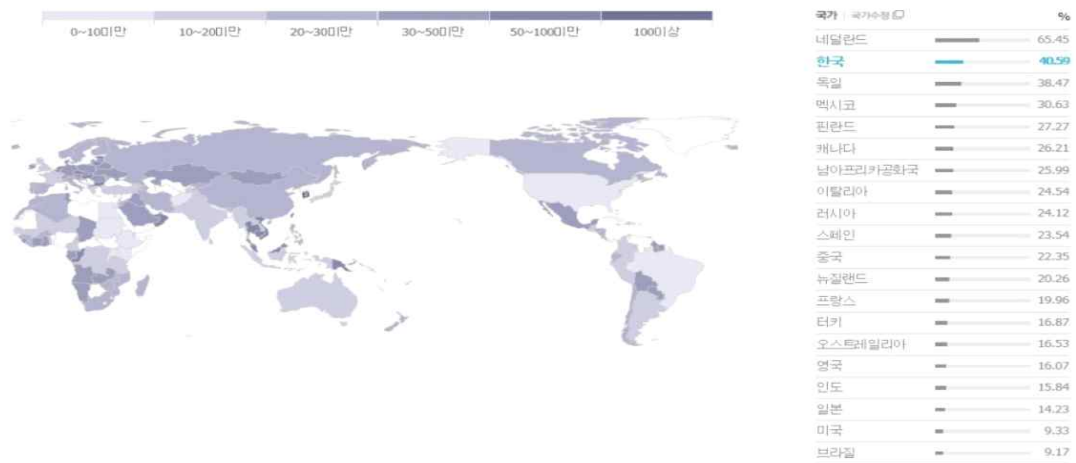 0~10미만 10~20미만 20~30미만 30~50미만 50~100미만 100이상
국가 국가수정 %
네덜란드 65.45
한국 40.59
독일 38.47
멕시코 30.63
핀란드 27.27
캐나다 26.21
남아프리카공화국 25.99
이탈리아 24.54
러시아 24.12
스페인 23.54
중국 22.35
뉴질랜드 20.26
프랑스 19.96
터키 16.87
오스트레일리아 16.53
영국 16.07
인도 15.84
일본 14.23
미국 9.33
브라질 9.17